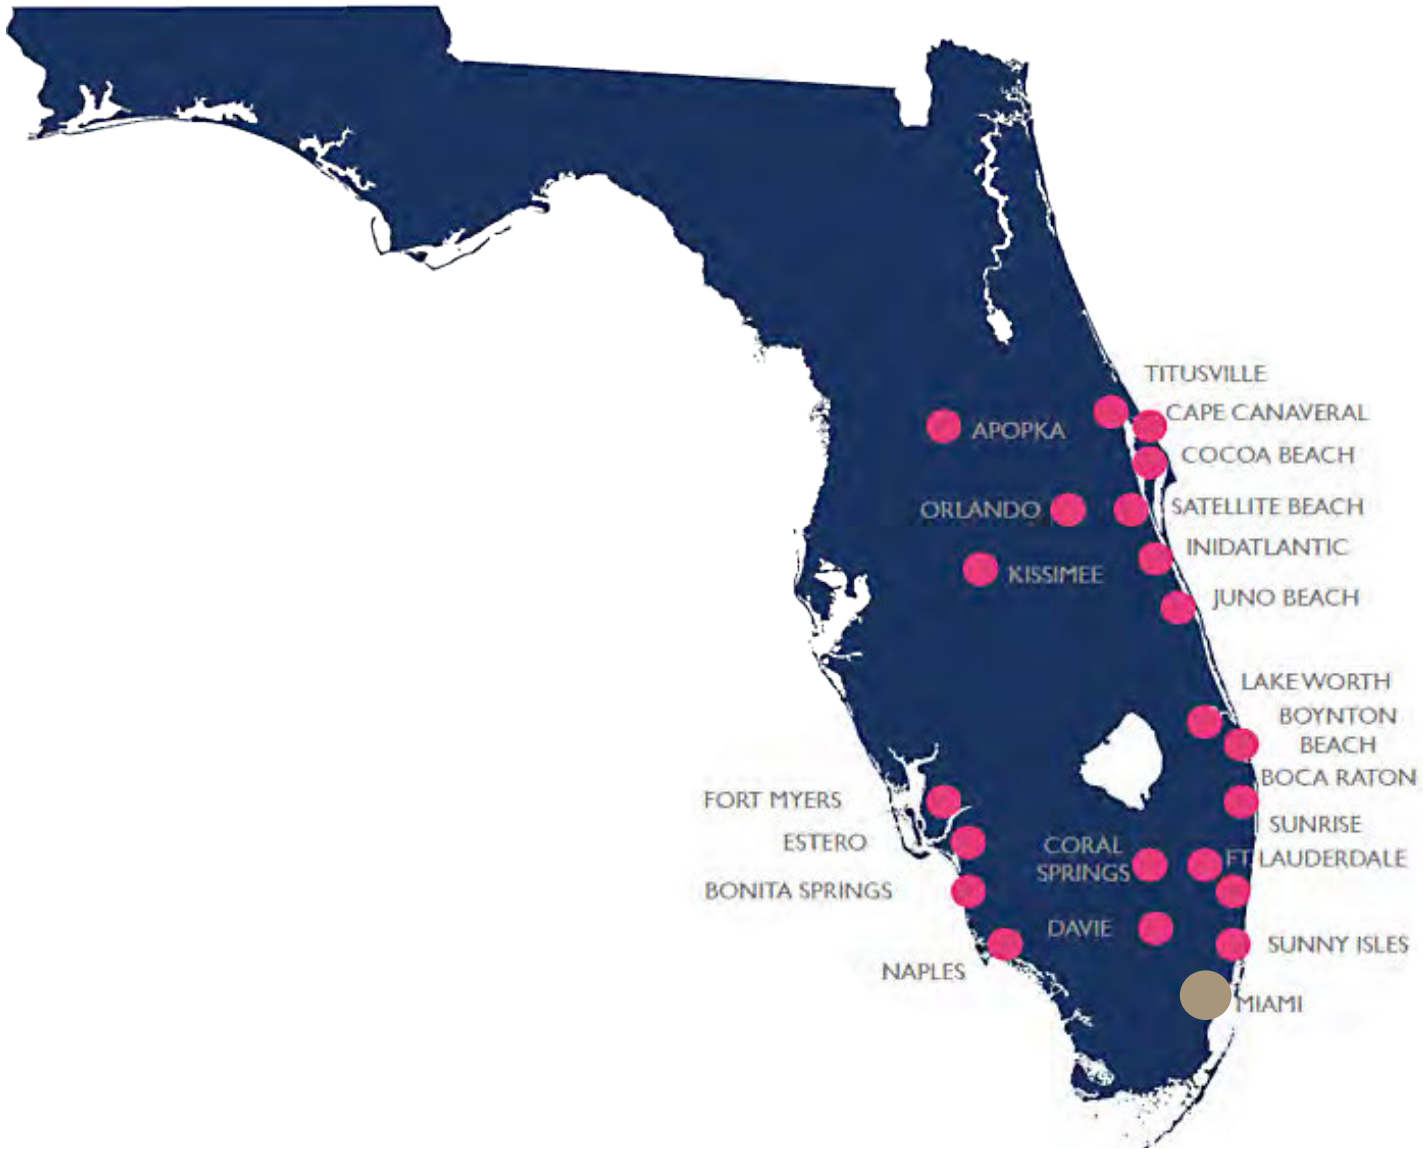 TITUSVILLE
CAPE CANAVERAL
APOPKA
COCOA BEACH
ORLANDO
SATELLITE BEACH
INIDATLANTIC
KISSIMEE
JUNO BEACH
LAKE WORTH
BOYNTON
BEACH
BOCA RATON
FORT MYERS
SUNRISE
ESTERO
CORAL
SPRINGS
FT. LAUDERDALE
BONITA SPRINGS
DAVIE
SUNNY ISLES
NAPLES
MIAMI